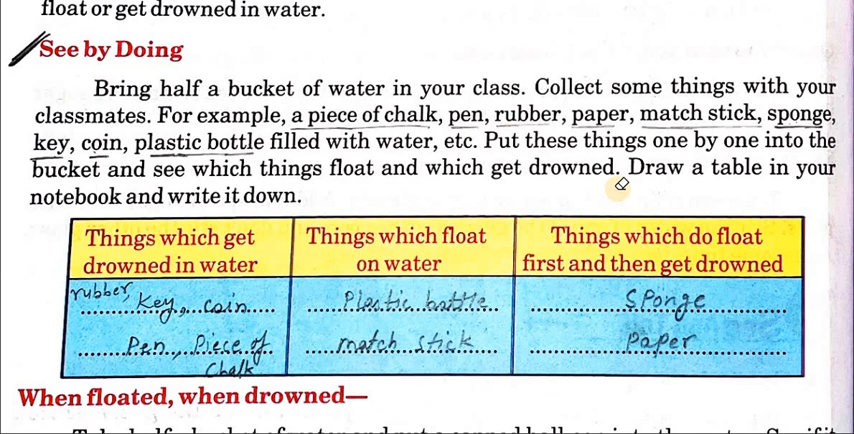 float or get drowned in water.
See by Doing
Bring half a bucket of water in your class. Collect some things with your
classmates. For example, a piece of chalk, pen, rubber, paper, match stick, sponge,
key, coin, plastic bottle filled with water, etc. Put these things one by one into the
bucket and see which things float and which get drowned. Draw a table in your
notebook and write it down.
Things which get drowned in water
Things which float on water
Things which do float first and then get drowned
rubber, Key, coin
Plastic bottle
Sponge
Pen, Piece of Chalk
match stick
Paper
When floated, when drowned—